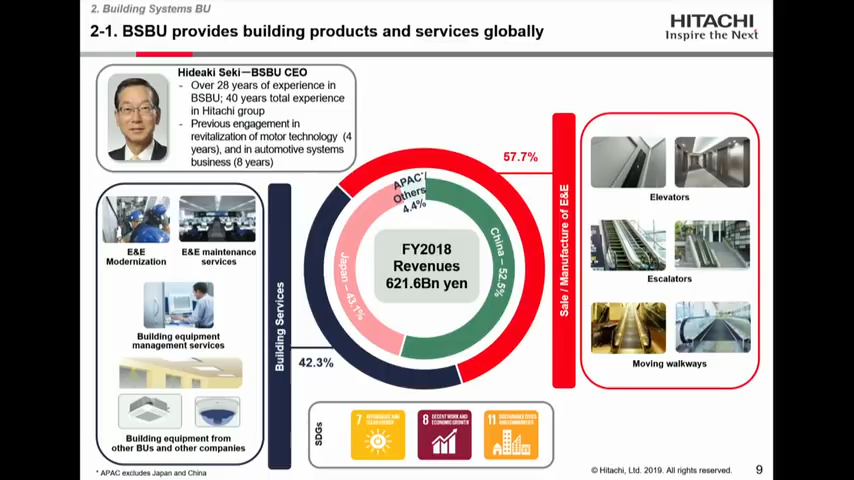 2. Building Systems BU
2-1. BSBU provides building products and services globally
HITACHI
Inspire the Next
Hideaki Seki－BSBU CEO
- Over 28 years of experience in
BSBU; 40 years total experience
in Hitachi group
- Previous engagement in
revitalization of motor technology (4
years), and in automotive systems
business (8 years)
E&E
Modernization
E&E maintenance
services
Building equipment
management services
Building equipment from
other BUs and other companies
Building Services
42.3%
57.7%
APAC*
Others
4.4%
Japan – 43.1%
China – 52.5%
FY2018
Revenues
621.6Bn yen
Sale / Manufacture of E&E
Elevators
Escalators
Moving walkways
SDGs
7 AFFORDABLE AND
CLEAN ENERGY
8 DECENT WORK AND
ECONOMIC GROWTH
11 SUSTAINABLE CITIES
AND COMMUNITIES
* APAC excludes Japan and China
© Hitachi, Ltd. 2019. All rights reserved.
9